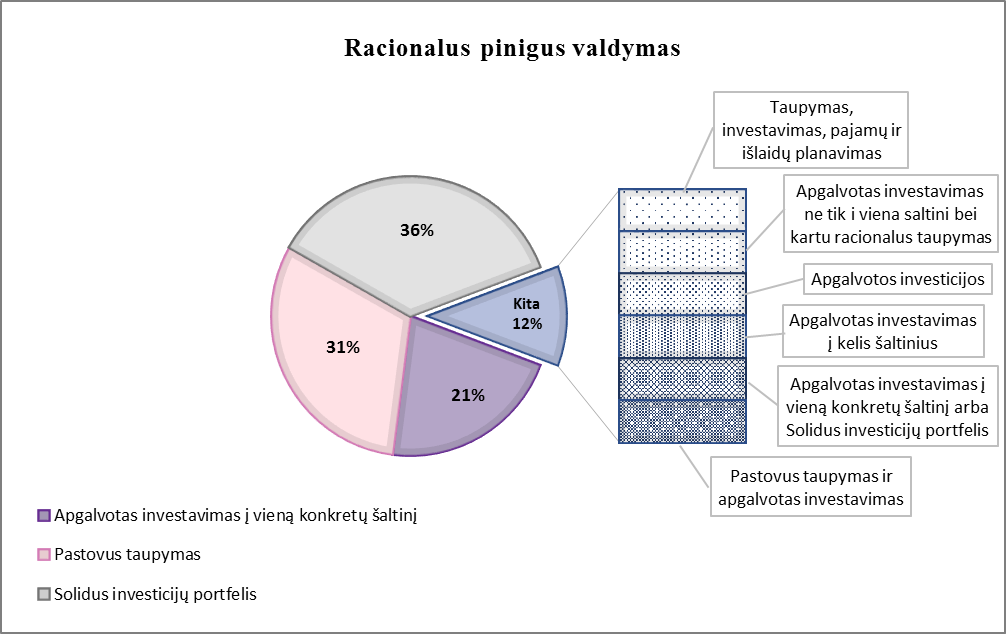 Racionalus pinigus valdymas
Taupymas,
investavimas, pajamų ir
išlaidų planavimas
Apgalvotas investavimas
ne tik i viena saltini bei
kartu racionalus taupymas
Apgalvotos investicijos
Apgalvotas investavimas
į kelis šaltinius
Apgalvotas investavimas į
vieną konkretų šaltinį arba
Solidus investicijų portfelis
Pastovus taupymas ir
apgalvotas investavimas
36%
Kita
12%
31%
21%
Apgalvotas investavimas į vieną konkretų šaltinį
Pastovus taupymas
Solidus investicijų portfelis